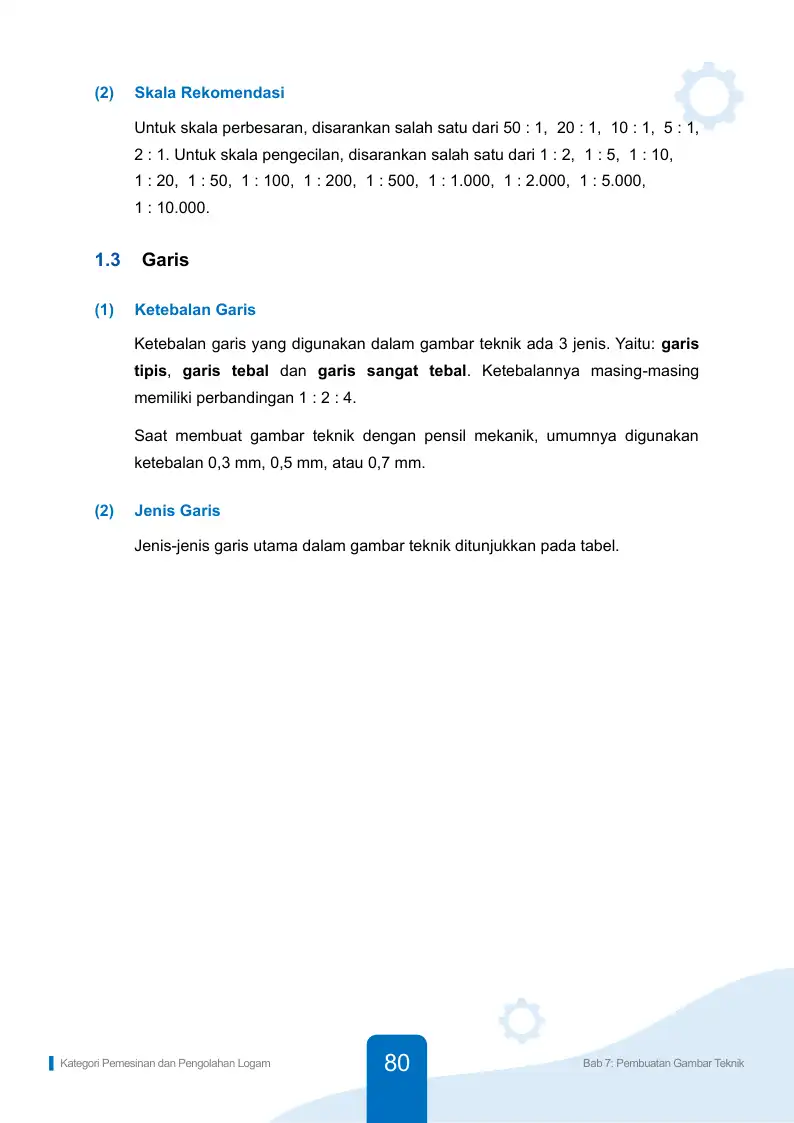 (2) Skala Rekomendasi
Untuk skala perbesaran, disarankan salah satu dari 50 : 1, 20 : 1, 10 : 1, 5 : 1,
2 : 1. Untuk skala pengecilan, disarankan salah satu dari 1 : 2, 1 : 5, 1 : 10,
1 : 20, 1 : 50, 1 : 100, 1 : 200, 1 : 500, 1 : 1.000, 1 : 2.000, 1 : 5.000,
1 : 10.000.
1.3 Garis
(1) Ketebalan Garis
Ketebalan garis yang digunakan dalam gambar teknik ada 3 jenis. Yaitu: garis
tipis, garis tebal dan garis sangat tebal. Ketebalannya masing-masing
memiliki perbandingan 1 : 2 : 4.
Saat membuat gambar teknik dengan pensil mekanik, umumnya digunakan
ketebalan 0,3 mm, 0,5 mm, atau 0,7 mm.
(2) Jenis Garis
Jenis-jenis garis utama dalam gambar teknik ditunjukkan pada tabel.
Kategori Pemesinan dan Pengolahan Logam
80
Bab 7: Pembuatan Gambar Teknik